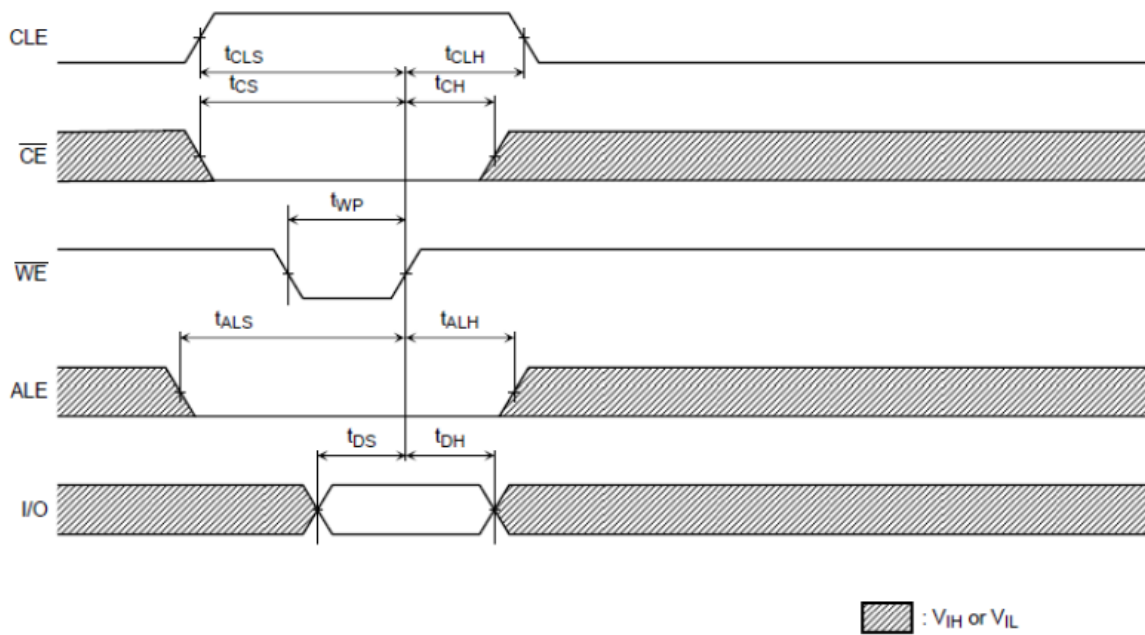 CLE
tCLS tCLH
tCS tCH
CE
tWP
WE
tALS tALH
ALE
tDS tDH
I/O
: VIH or VIL